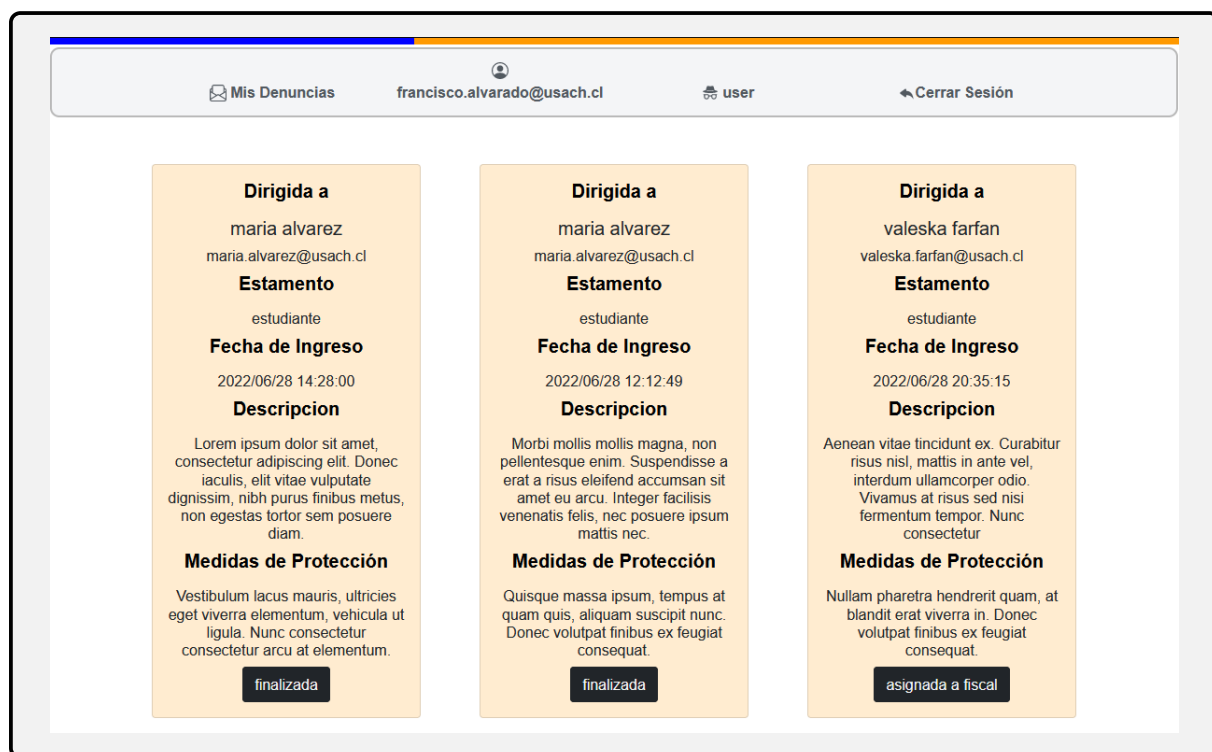 Mis Denuncias
francisco.alvarado@usach.cl
user
Cerrar Sesión
Dirigida a
maria alvarez
maria.alvarez@usach.cl
Estamento
estudiante
Fecha de Ingreso
2022/06/28 14:28:00
Descripcion
Lorem ipsum dolor sit amet,
consectetur adipiscing elit. Donec
iaculis, elit vitae vulputate
dignissim, nibh purus finibus metus,
non egestas tortor sem posuere
diam.
Medidas de Protección
Vestibulum lacus mauris, ultricies
eget viverra elementum, vehicula ut
ligula. Nunc consectetur
consectetur arcu at elementum.
finalizada
Dirigida a
maria alvarez
maria.alvarez@usach.cl
Estamento
estudiante
Fecha de Ingreso
2022/06/28 12:12:49
Descripcion
Morbi mollis mollis magna, non
pellentesque enim. Suspendisse a
erat a risus eleifend accumsan sit
amet eu arcu. Integer facilisis
venenatis felis, nec posuere ipsum
mattis nec.
Medidas de Protección
Quisque massa ipsum, tempus at
quam quis, aliquam suscipit nunc.
Donec volutpat finibus ex feugiat
consequat.
finalizada
Dirigida a
valeska farfan
valeska.farfan@usach.cl
Estamento
estudiante
Fecha de Ingreso
2022/06/28 20:35:15
Descripcion
Aenean vitae tincidunt ex. Curabitur
risus nisl, mattis in ante vel,
interdum ullamcorper odio.
Vivamus at risus sed nisi
fermentum tempor. Nunc
consectetur
Medidas de Protección
Nullam pharetra hendrerit quam, at
blandit erat viverra in. Donec
volutpat finibus ex feugiat
consequat.
asignada a fiscal